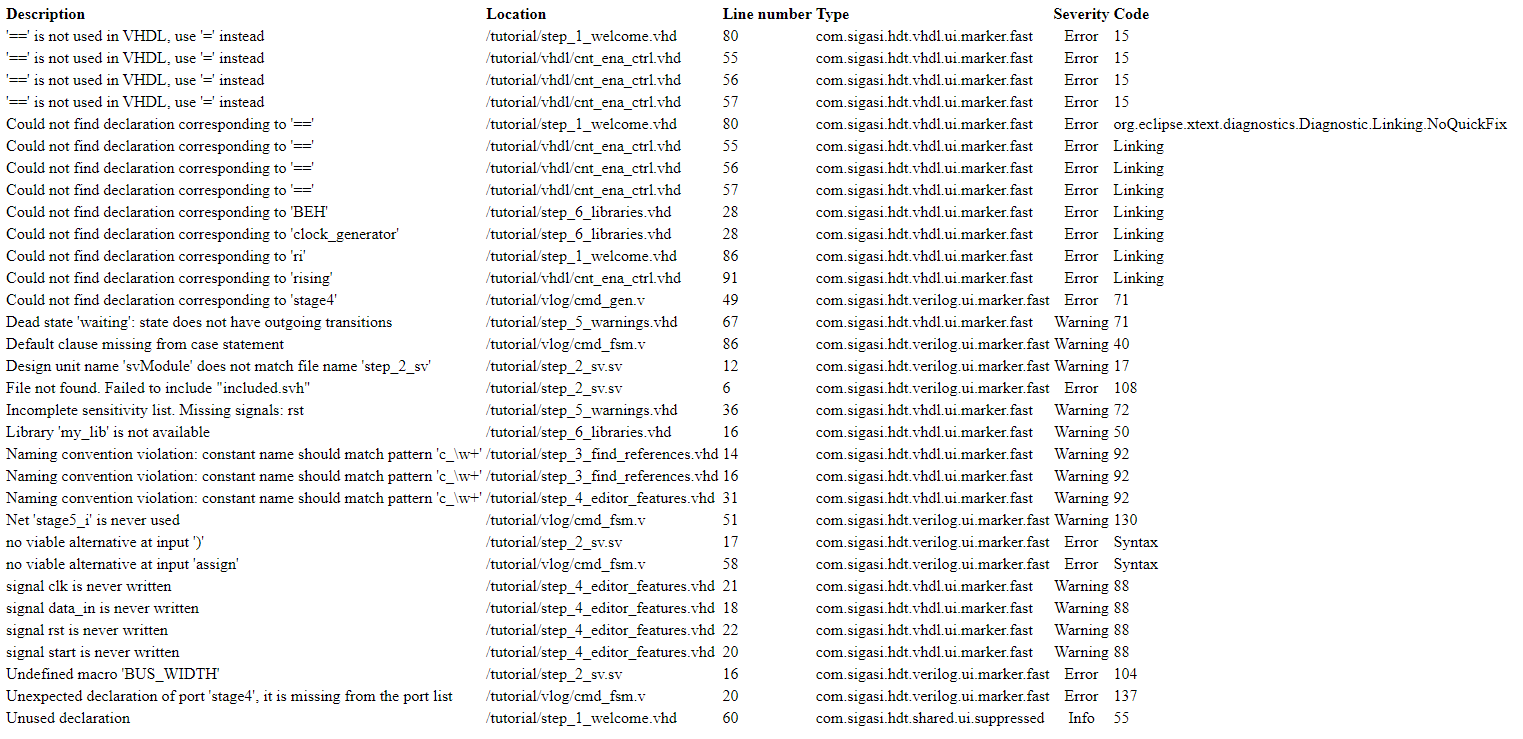 Description Location Line number Type Severity Code
'==' is not used in VHDL, use '=' instead /tutorial/step_1_welcome.vhd 80 com.sigasi.hdt.vhdl.ui.marker.fast Error 15
'==' is not used in VHDL, use '=' instead /tutorial/vhdl/cnt_ena_ctrl.vhd 55 com.sigasi.hdt.vhdl.ui.marker.fast Error 15
'==' is not used in VHDL, use '=' instead /tutorial/vhdl/cnt_ena_ctrl.vhd 56 com.sigasi.hdt.vhdl.ui.marker.fast Error 15
'==' is not used in VHDL, use '=' instead /tutorial/vhdl/cnt_ena_ctrl.vhd 57 com.sigasi.hdt.vhdl.ui.marker.fast Error 15
Could not find declaration corresponding to '==' /tutorial/step_1_welcome.vhd 80 com.sigasi.hdt.vhdl.ui.marker.fast Error org.eclipse.xtext.diagnostics.Diagnostic.Linking.NoQuickFix
Could not find declaration corresponding to '==' /tutorial/vhdl/cnt_ena_ctrl.vhd 55 com.sigasi.hdt.vhdl.ui.marker.fast Error Linking
Could not find declaration corresponding to '==' /tutorial/vhdl/cnt_ena_ctrl.vhd 56 com.sigasi.hdt.vhdl.ui.marker.fast Error Linking
Could not find declaration corresponding to '==' /tutorial/vhdl/cnt_ena_ctrl.vhd 57 com.sigasi.hdt.vhdl.ui.marker.fast Error Linking
Could not find declaration corresponding to 'BEH' /tutorial/step_6_libraries.vhd 28 com.sigasi.hdt.vhdl.ui.marker.fast Error Linking
Could not find declaration corresponding to 'clock_generator' /tutorial/step_6_libraries.vhd 28 com.sigasi.hdt.vhdl.ui.marker.fast Error Linking
Could not find declaration corresponding to 'ri' /tutorial/step_1_welcome.vhd 86 com.sigasi.hdt.vhdl.ui.marker.fast Error Linking
Could not find declaration corresponding to 'rising' /tutorial/vhdl/cnt_ena_ctrl.vhd 91 com.sigasi.hdt.vhdl.ui.marker.fast Error Linking
Could not find declaration corresponding to 'stage4' /tutorial/vlog/cmd_gen.v 49 com.sigasi.hdt.verilog.ui.marker.fast Error 71
Dead state 'waiting': state does not have outgoing transitions /tutorial/step_5_warnings.vhd 67 com.sigasi.hdt.vhdl.ui.marker.fast Warning 71
Default clause missing from case statement /tutorial/vlog/cmd_fsm.v 86 com.sigasi.hdt.verilog.ui.marker.fast Warning 40
Design unit name 'svModule' does not match file name 'step_2_sv' /tutorial/step_2_sv.sv 12 com.sigasi.hdt.verilog.ui.marker.fast Warning 17
File not found. Failed to include "included.svh" /tutorial/step_2_sv.sv 6 com.sigasi.hdt.verilog.ui.marker.fast Error 108
Incomplete sensitivity list. Missing signals: rst /tutorial/step_5_warnings.vhd 36 com.sigasi.hdt.vhdl.ui.marker.fast Warning 72
Library 'my_lib' is not available /tutorial/step_6_libraries.vhd 16 com.sigasi.hdt.vhdl.ui.marker.fast Warning 50
Naming convention violation: constant name should match pattern 'c_\w+' /tutorial/step_3_find_references.vhd 14 com.sigasi.hdt.vhdl.ui.marker.fast Warning 92
Naming convention violation: constant name should match pattern 'c_\w+' /tutorial/step_3_find_references.vhd 16 com.sigasi.hdt.vhdl.ui.marker.fast Warning 92
Naming convention violation: constant name should match pattern 'c_\w+' /tutorial/step_4_editor_features.vhd 31 com.sigasi.hdt.vhdl.ui.marker.fast Warning 92
Net 'stage5_i' is never used /tutorial/vlog/cmd_fsm.v 51 com.sigasi.hdt.verilog.ui.marker.fast Warning 130
no viable alternative at input ')' /tutorial/step_2_sv.sv 17 com.sigasi.hdt.verilog.ui.marker.fast Error Syntax
no viable alternative at input 'assign' /tutorial/vlog/cmd_fsm.v 58 com.sigasi.hdt.verilog.ui.marker.fast Error Syntax
signal clk is never written /tutorial/step_4_editor_features.vhd 21 com.sigasi.hdt.vhdl.ui.marker.fast Warning 88
signal data_in is never written /tutorial/step_4_editor_features.vhd 18 com.sigasi.hdt.vhdl.ui.marker.fast Warning 88
signal rst is never written /tutorial/step_4_editor_features.vhd 22 com.sigasi.hdt.vhdl.ui.marker.fast Warning 88
signal start is never written /tutorial/step_4_editor_features.vhd 20 com.sigasi.hdt.vhdl.ui.marker.fast Warning 88
Undefined macro 'BUS_WIDTH' /tutorial/step_2_sv.sv 16 com.sigasi.hdt.verilog.ui.marker.fast Error 104
Unexpected declaration of port 'stage4', it is missing from the port list /tutorial/vlog/cmd_fsm.v 20 com.sigasi.hdt.verilog.ui.marker.fast Error 137
Unused declaration /tutorial/step_1_welcome.vhd 60 com.sigasi.hdt.shared.ui.suppressed Info 55